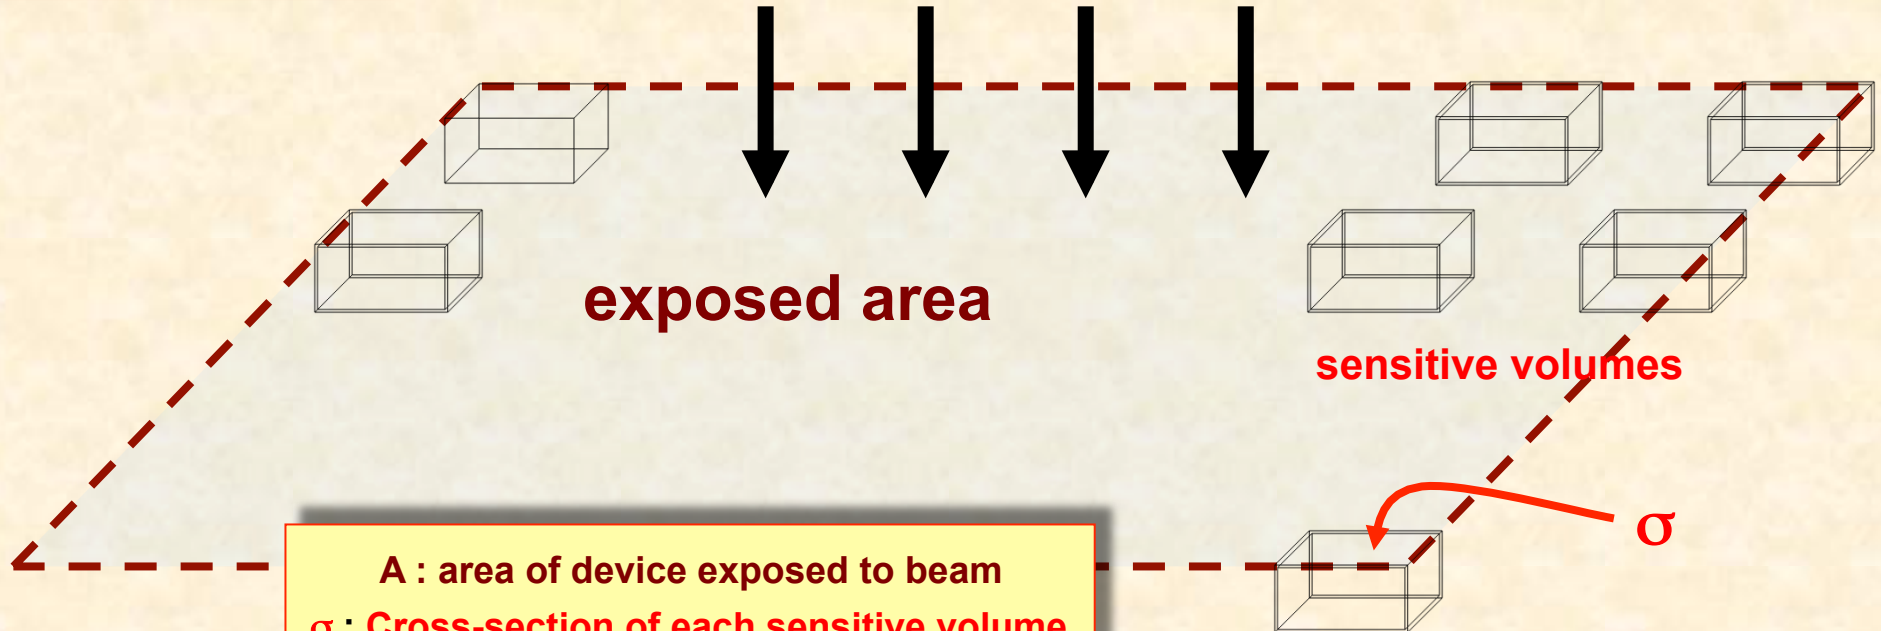 exposed area
sensitive volumes
σ
A : area of device exposed to beam
σ : Cross-section of each sensitive volume